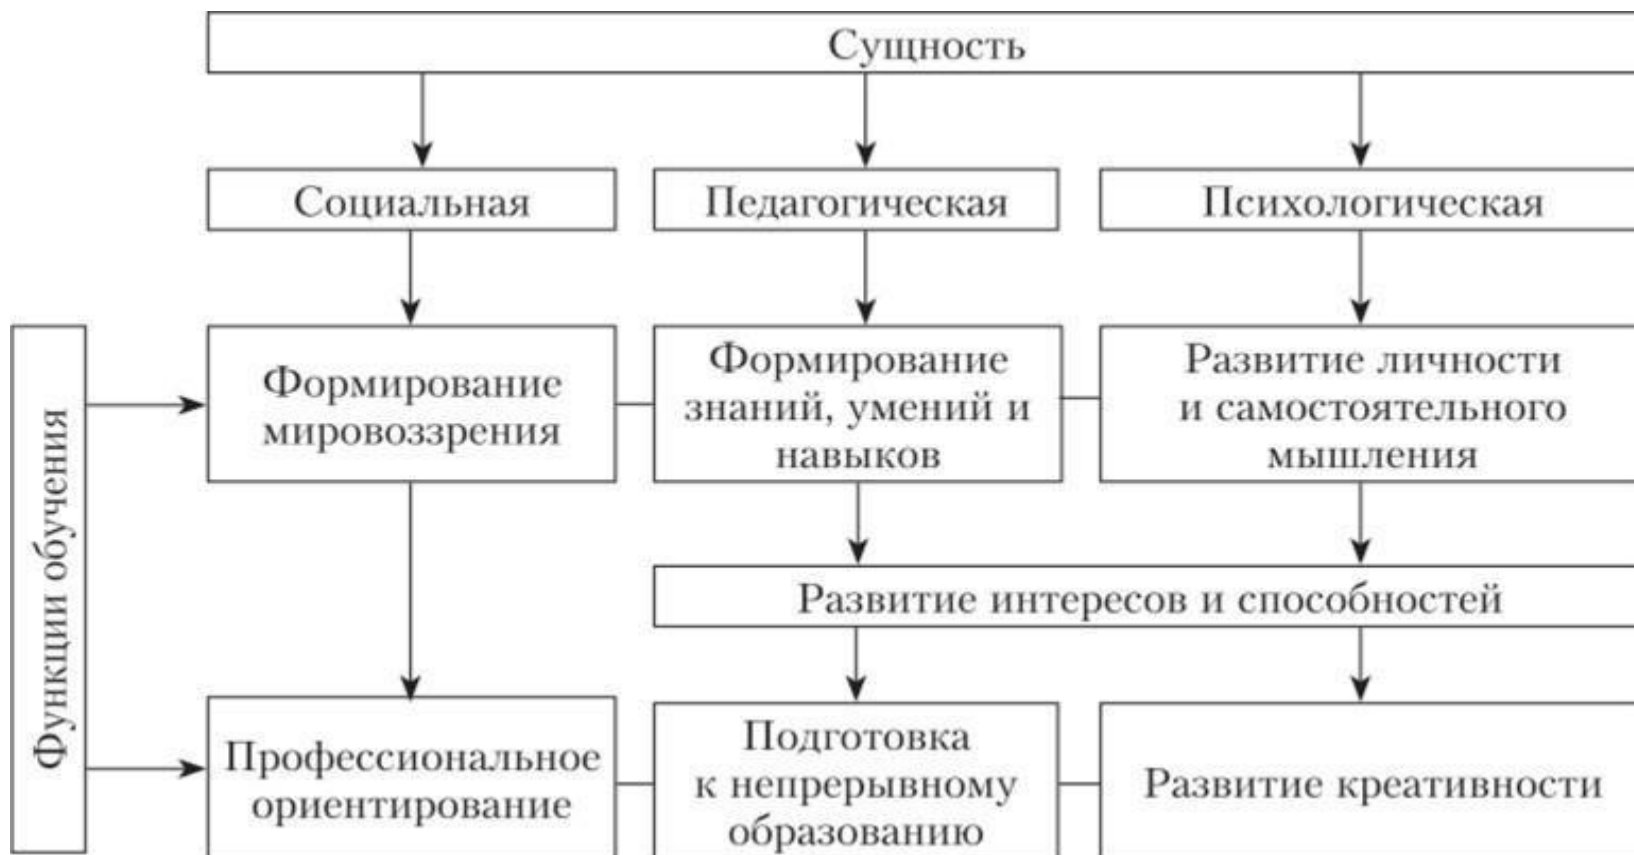 Сущность
Социальная
Педагогическая
Психологическая
Функции обучения
Формирование
мировоззрения
Формирование
знаний, умений и
навыков
Развитие личности
и самостоятельного
мышления
Развитие интересов и способностей
Профессиональное
ориентирование
Подготовка
к непрерывному
образованию
Развитие креативности